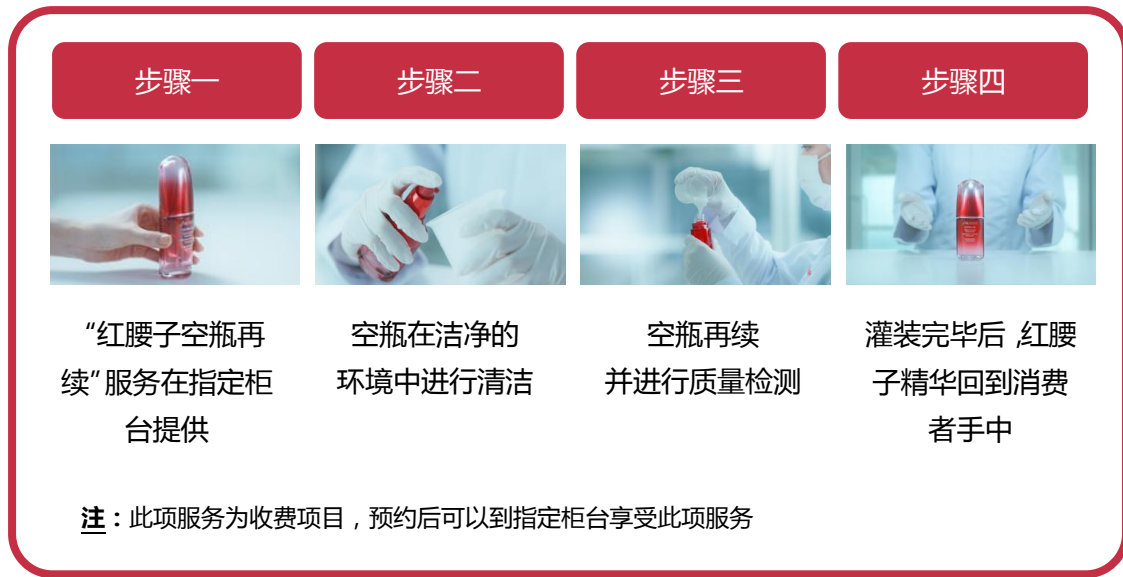 步骤一
步骤二
步骤三
步骤四
“红腰子空瓶再
续”服务在指定柜
台提供
空瓶在洁净的
环境中进行清洁
空瓶再续
并进行质量检测
灌装完毕后,红腰
子精华回到消费
者手中
注：此项服务为收费项目，预约后可以到指定柜台享受此项服务